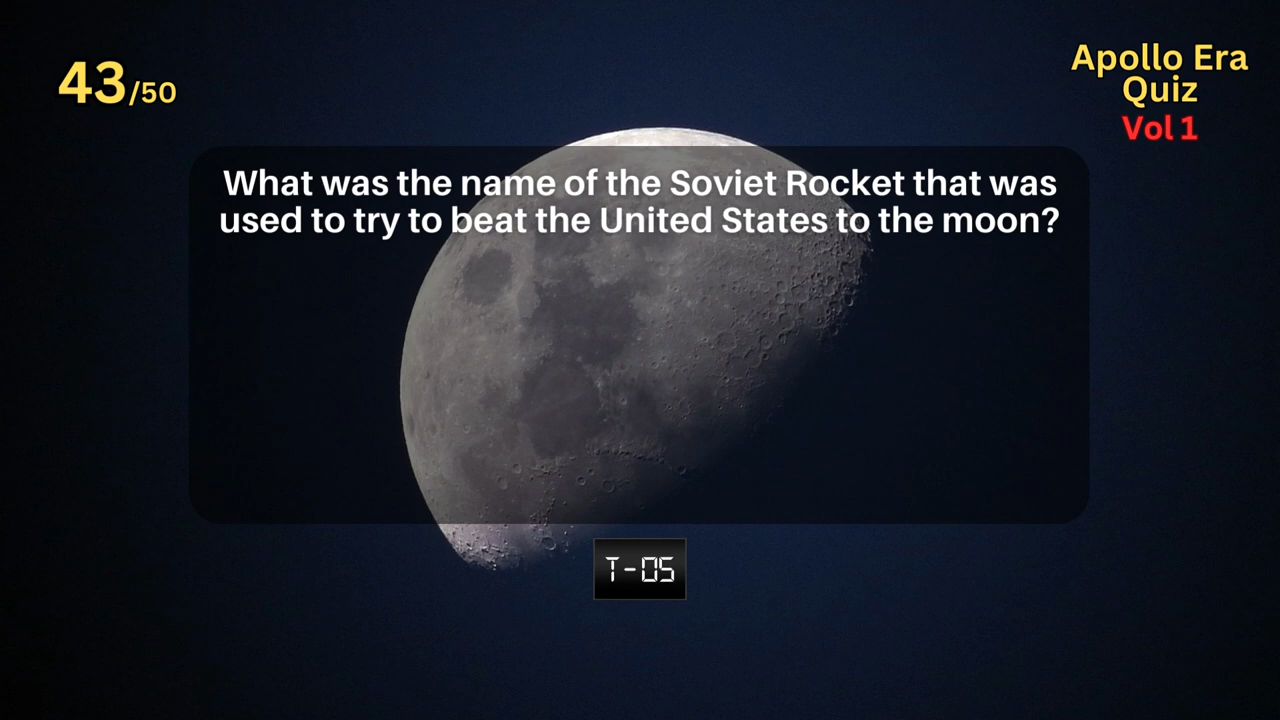 43/50
Apollo Era
Quiz
Vol 1
What was the name of the Soviet Rocket that was
used to try to beat the United States to the moon?
T-05